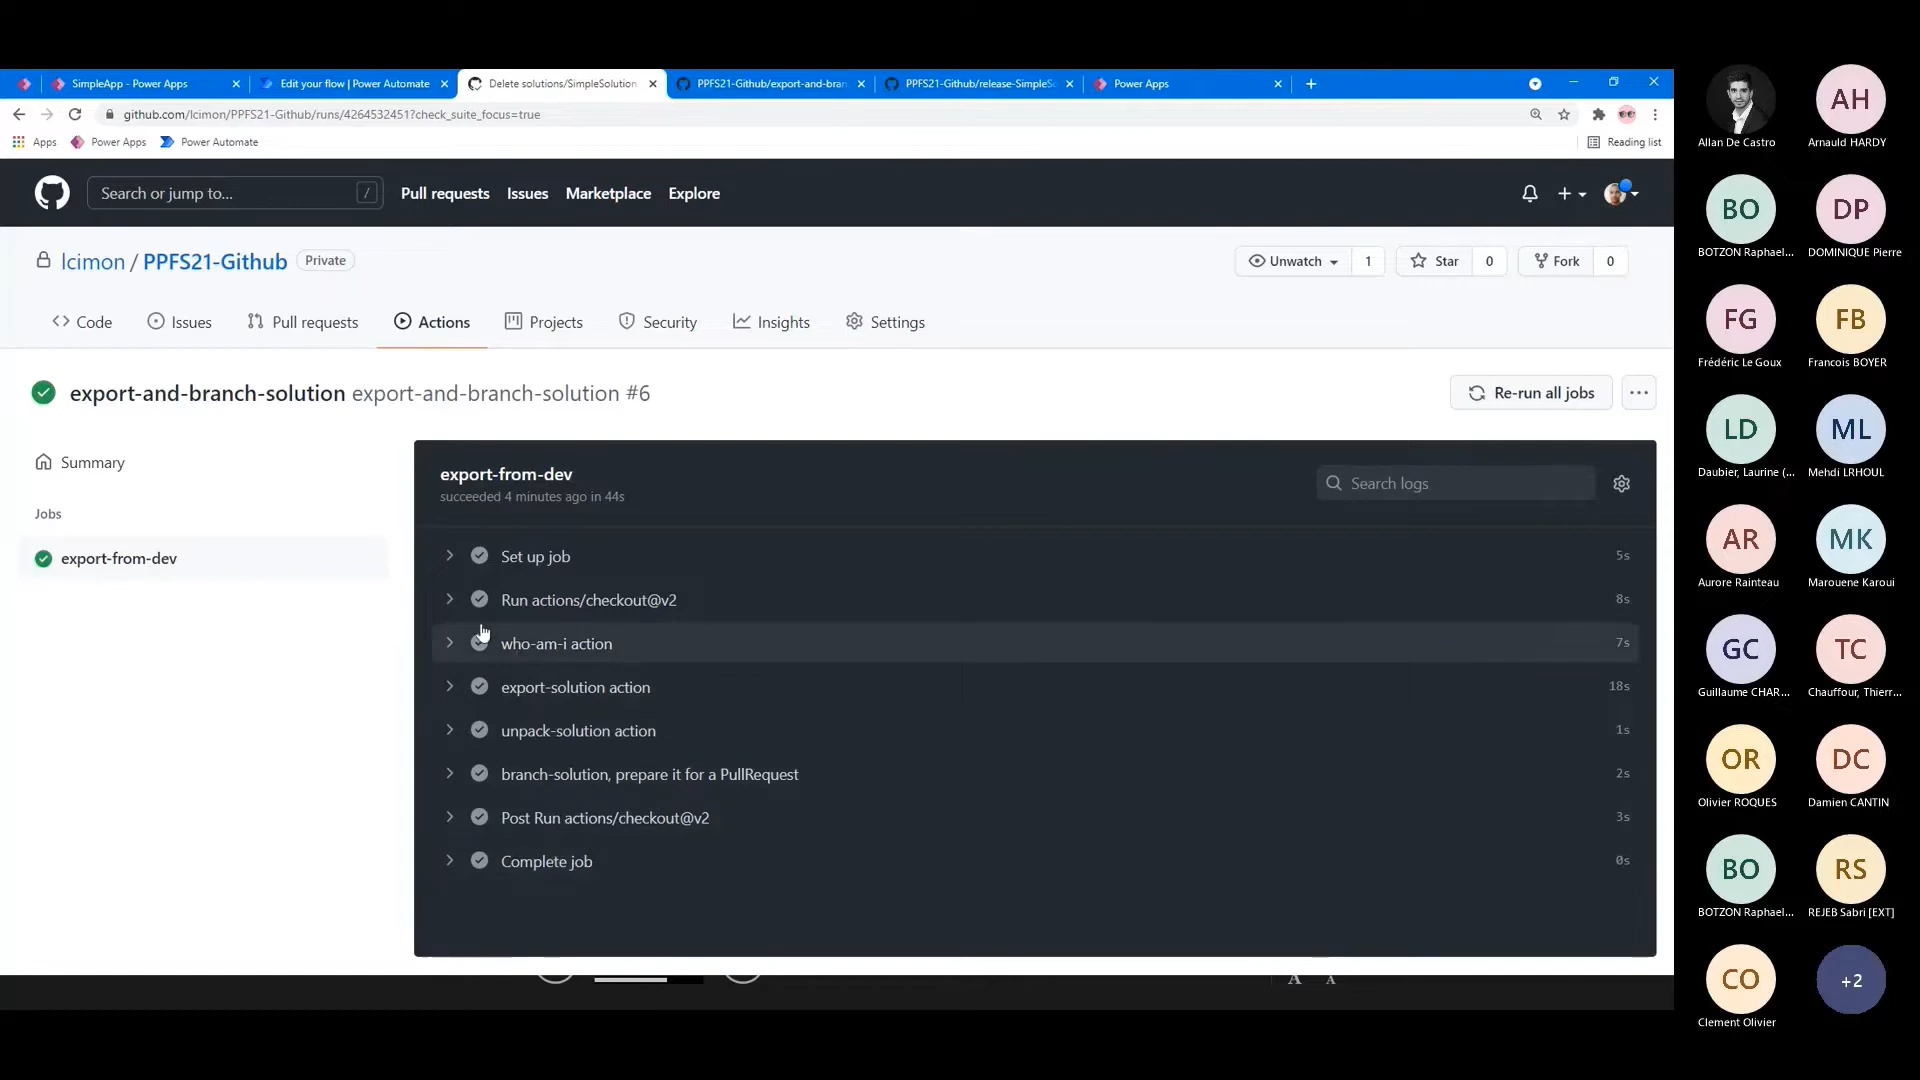 SimpleApp - Power Apps
Edit your flow | Power Automate
Delete solutions/SimpleSolution
PPFS21-Github/export-and-bran
PPFS21-Github/release-SimpleSo
Power Apps
github.com/lcimon/PPFS21-Github/runs/4264532451?check_suite_focus=true
Apps Power Apps Power Automate Reading list
Search or jump to... /
Pull requests Issues Marketplace Explore
lcimon / PPFS21-Github Private
Unwatch 1 Star 0 Fork 0
Code Issues Pull requests Actions Projects Security Insights Settings
export-and-branch-solution export-and-branch-solution #6
Re-run all jobs
Summary
Jobs
export-from-dev
export-from-dev
succeeded 4 minutes ago in 44s
Search logs
Set up job 5s
Run actions/checkout@v2 8s
who-am-i action 7s
export-solution action 18s
unpack-solution action 1s
branch-solution, prepare it for a PullRequest 2s
Post Run actions/checkout@v2 3s
Complete job 0s
A A
AH
Allan De Castro Arnauld HARDY
BO DP
BOTZON Raphael... DOMINIQUE Pierre
FG FB
Frédéric Le Goux Francois BOYER
LD ML
Daubier, Laurine (... Mehdi LRHOUL
AR MK
Aurore Rainteau Marouene Karoui
GC TC
Guillaume CHAR... Chauffour, Thierr...
OR DC
Olivier ROQUES Damien CANTIN
BO RS
BOTZON Raphael... REJEB Sabri [EXT]
CO +2
Clement Olivier